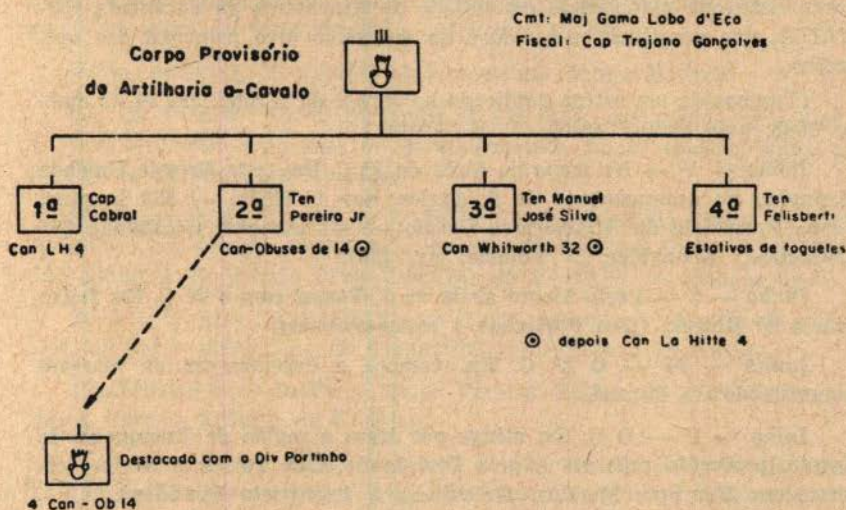 Cmt: Maj Gama Lobo d'Eça
Fiscal: Cap Trajano Gonçalves
Corpo Provisório
de Artilharia a-Cavalo
1ª
Cap
Cabral
Can LH 4
2ª
Ten
Pereira Jr
Can-Obuses de 14 ⊙
3ª
Ten Manuel
José Silva
Can Whitworth 32 ⊙
4ª
Ten
Felisberti
Estativas de foguetes
⊙ depois Can La Hitte 4
Destacada com a Div Portinho
4 Can - Ob 14